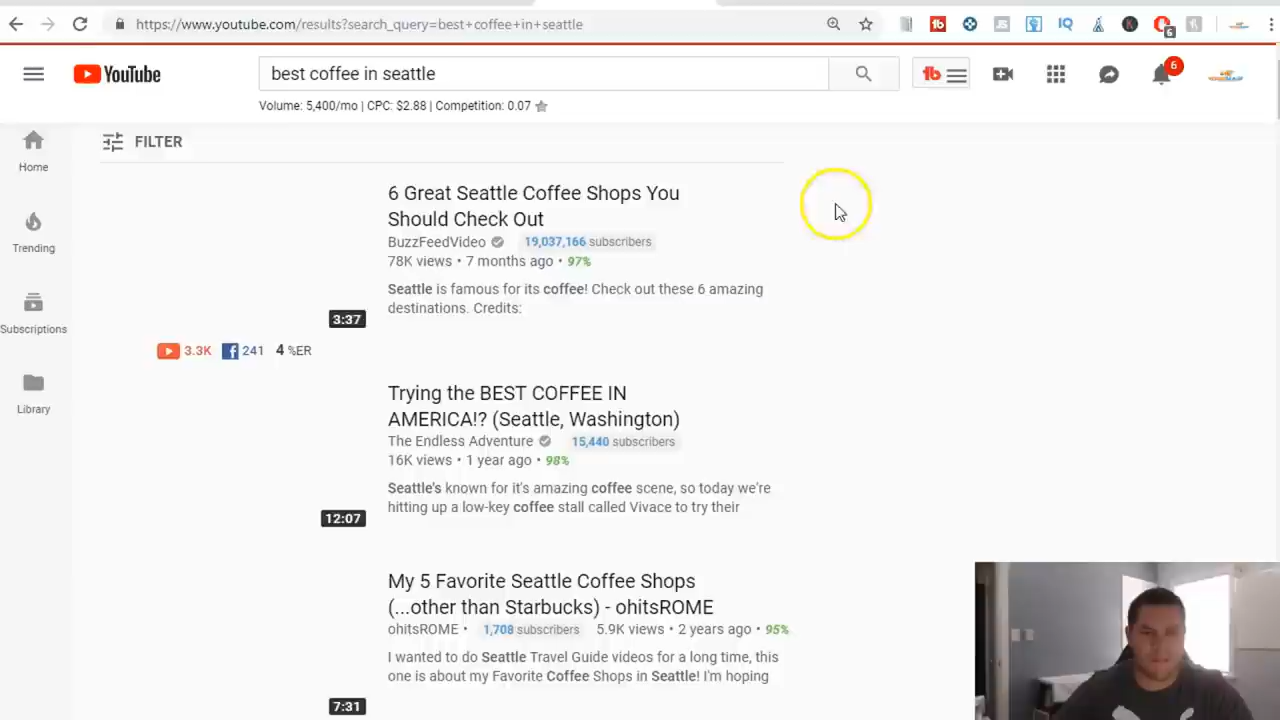 https://www.youtube.com/results?search_query=best+coffee+in+seattle
tb
JS
IQ
K
6
YouTube
best coffee in seattle
tb
6
Volume: 5,400/mo | CPC: $2.88 | Competition: 0.07
Home
Trending
Subscriptions
Library
FILTER
6 Great Seattle Coffee Shops You
Should Check Out
BuzzFeedVideo 19,037,166 subscribers
78K views • 7 months ago • 97%
Seattle is famous for its coffee! Check out these 6 amazing
destinations. Credits:
3:37
3.3K f 241 4 %ER
Trying the BEST COFFEE IN
AMERICA!? (Seattle, Washington)
The Endless Adventure 15,440 subscribers
16K views • 1 year ago • 98%
Seattle's known for it's amazing coffee scene, so today we're
hitting up a low-key coffee stall called Vivace to try their
12:07
My 5 Favorite Seattle Coffee Shops
(...other than Starbucks) - ohitsROME
ohitsROME • 1,708 subscribers 5.9K views • 2 years ago • 95%
I wanted to do Seattle Travel Guide videos for a long time, this
one is about my Favorite Coffee Shops in Seattle! I'm hoping
7:31